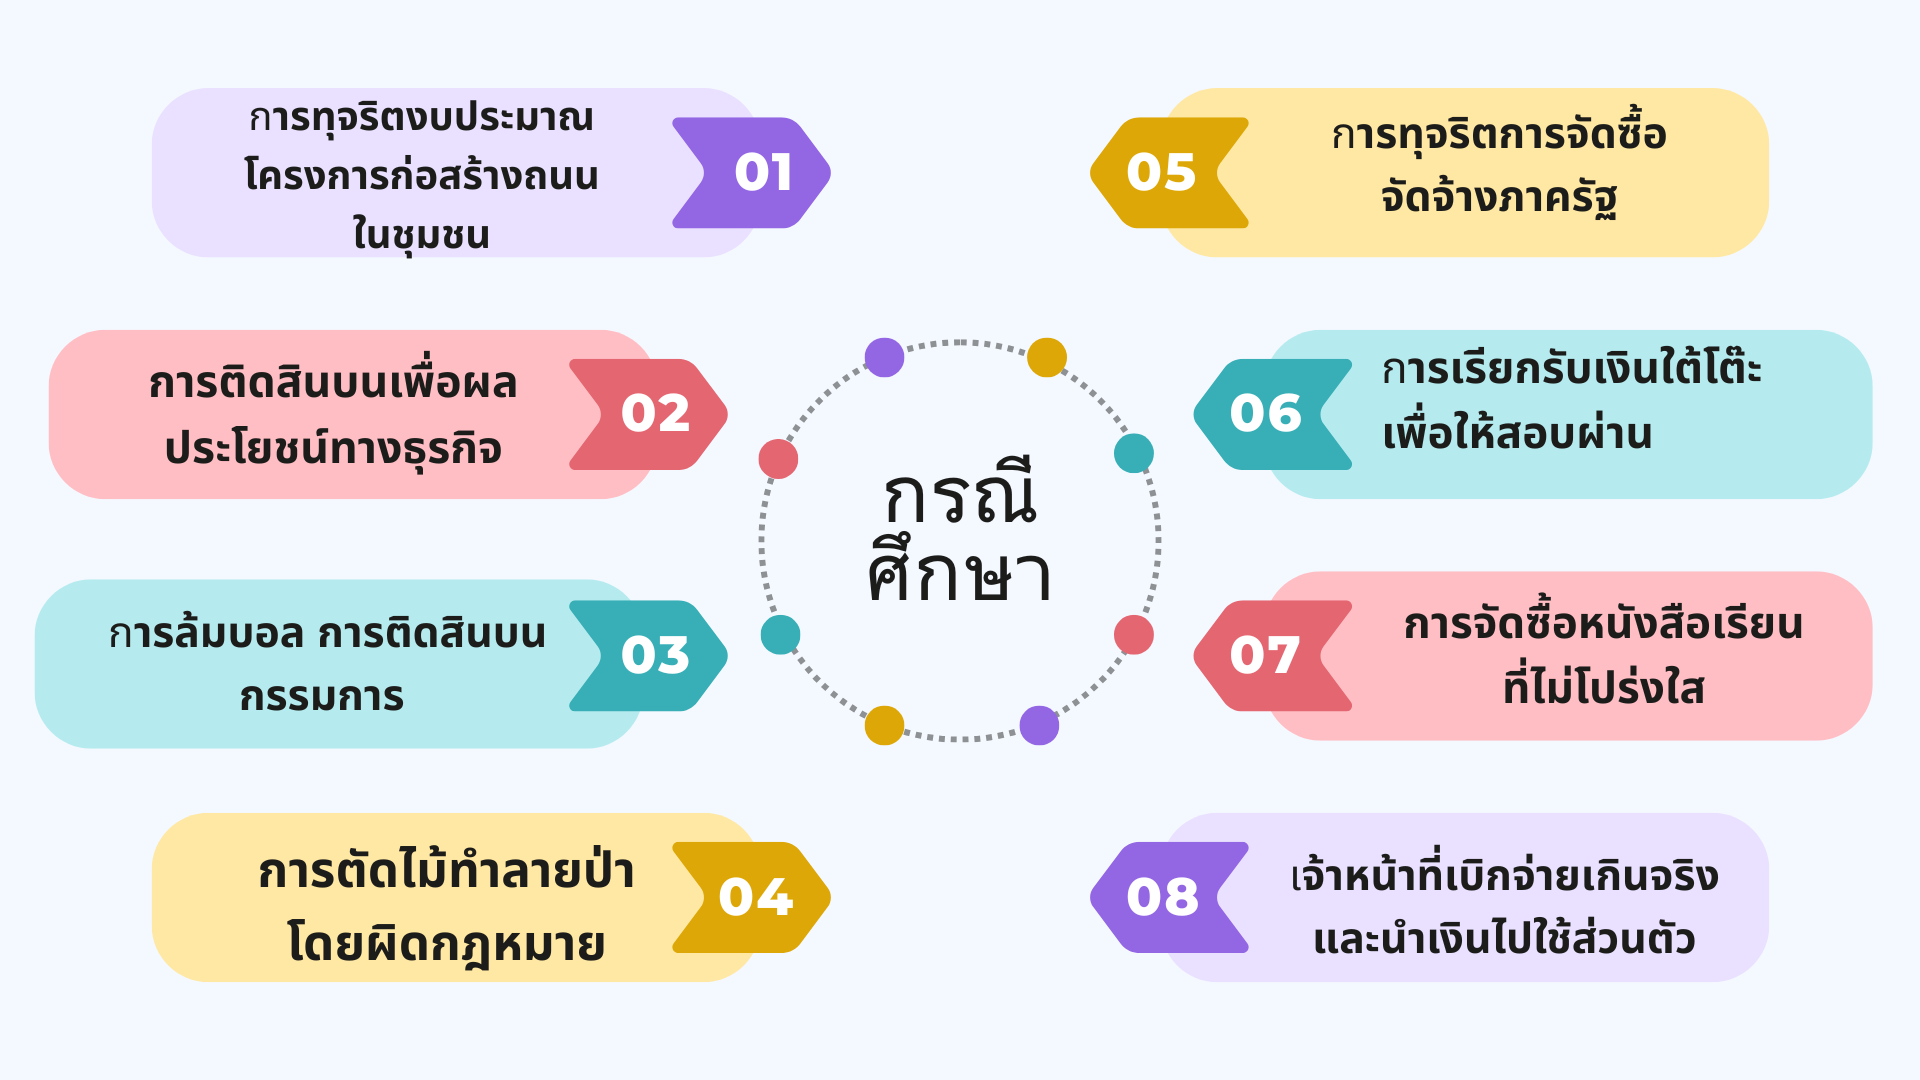 การทุจริตงบประมาณ
โครงการก่อสร้างถนน
ในชุมชน
01
การติดสินบนเพื่อผล
ประโยชน์ทางธุรกิจ
02
การล้มบอล การติดสินบน
กรรมการ
03
การตัดไม้ทำลายป่า
โดยผิดกฎหมาย
04
กรณี
ศึกษา
05
การทุจริตการจัดซื้อ
จัดจ้างภาครัฐ
06
การเรียกรับเงินใต้โต๊ะ
เพื่อให้สอบผ่าน
07
การจัดซื้อหนังสือเรียน
ที่ไม่โปร่งใส
08
เจ้าหน้าที่เบิกจ่ายเกินจริง
และนำเงินไปใช้ส่วนตัว